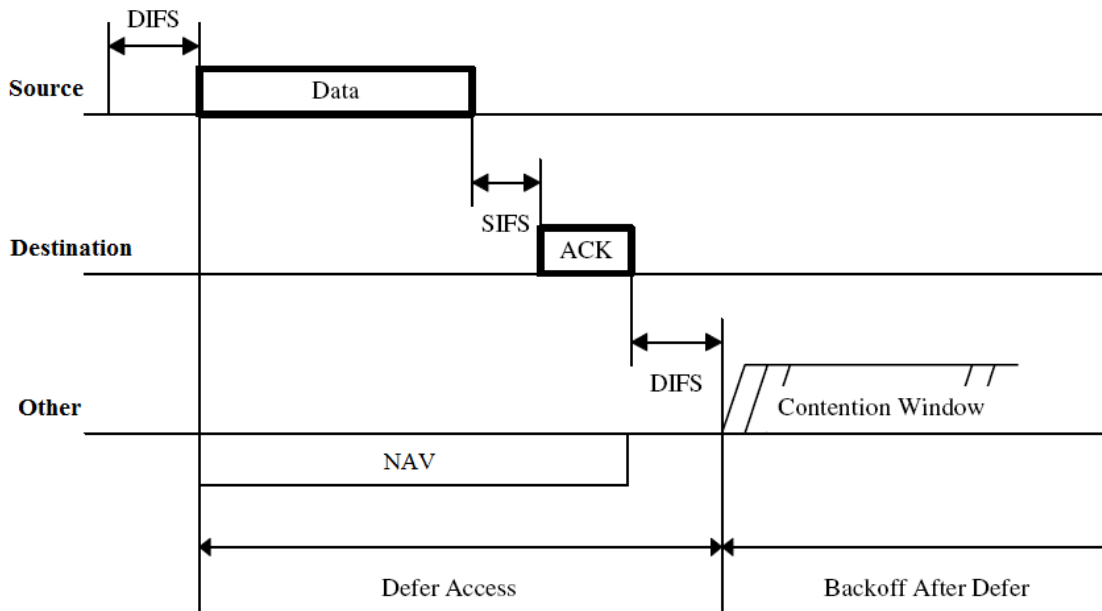 DIFS
Source
Data
SIFS
Destination
ACK
DIFS
Other
Contention Window
NAV
Defer Access
Backoff After Defer